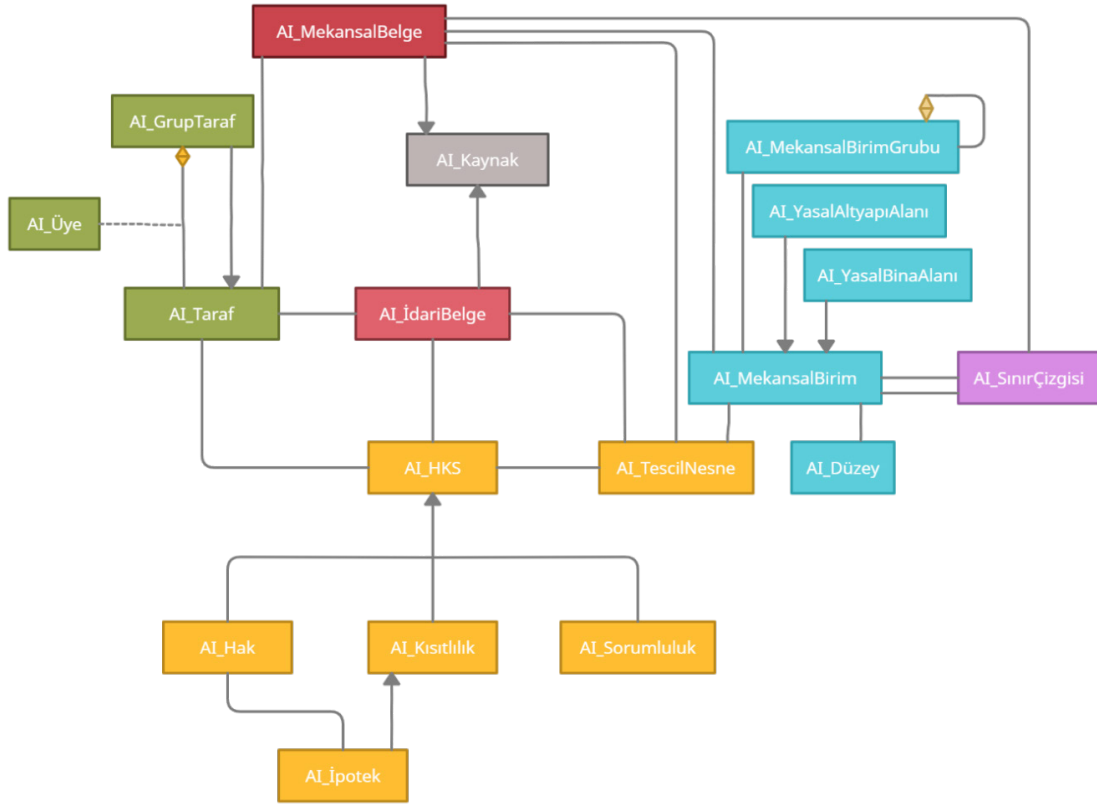 AI_MekansalBelge
AI_GrupTaraf
AI_Kaynak
AI_MekansalBirimGrubu
AI_Üye
AI_YasalAltyapıAlanı
AI_YasalBinaAlanı
AI_Taraf
AI_İdariBelge
AI_MekansalBirim
AI_SınırÇizgisi
AI_HKS
AI_TescilNesne
AI_Düzey
AI_Hak
AI_Kısıtlılık
AI_Sorumluluk
AI_İpotek